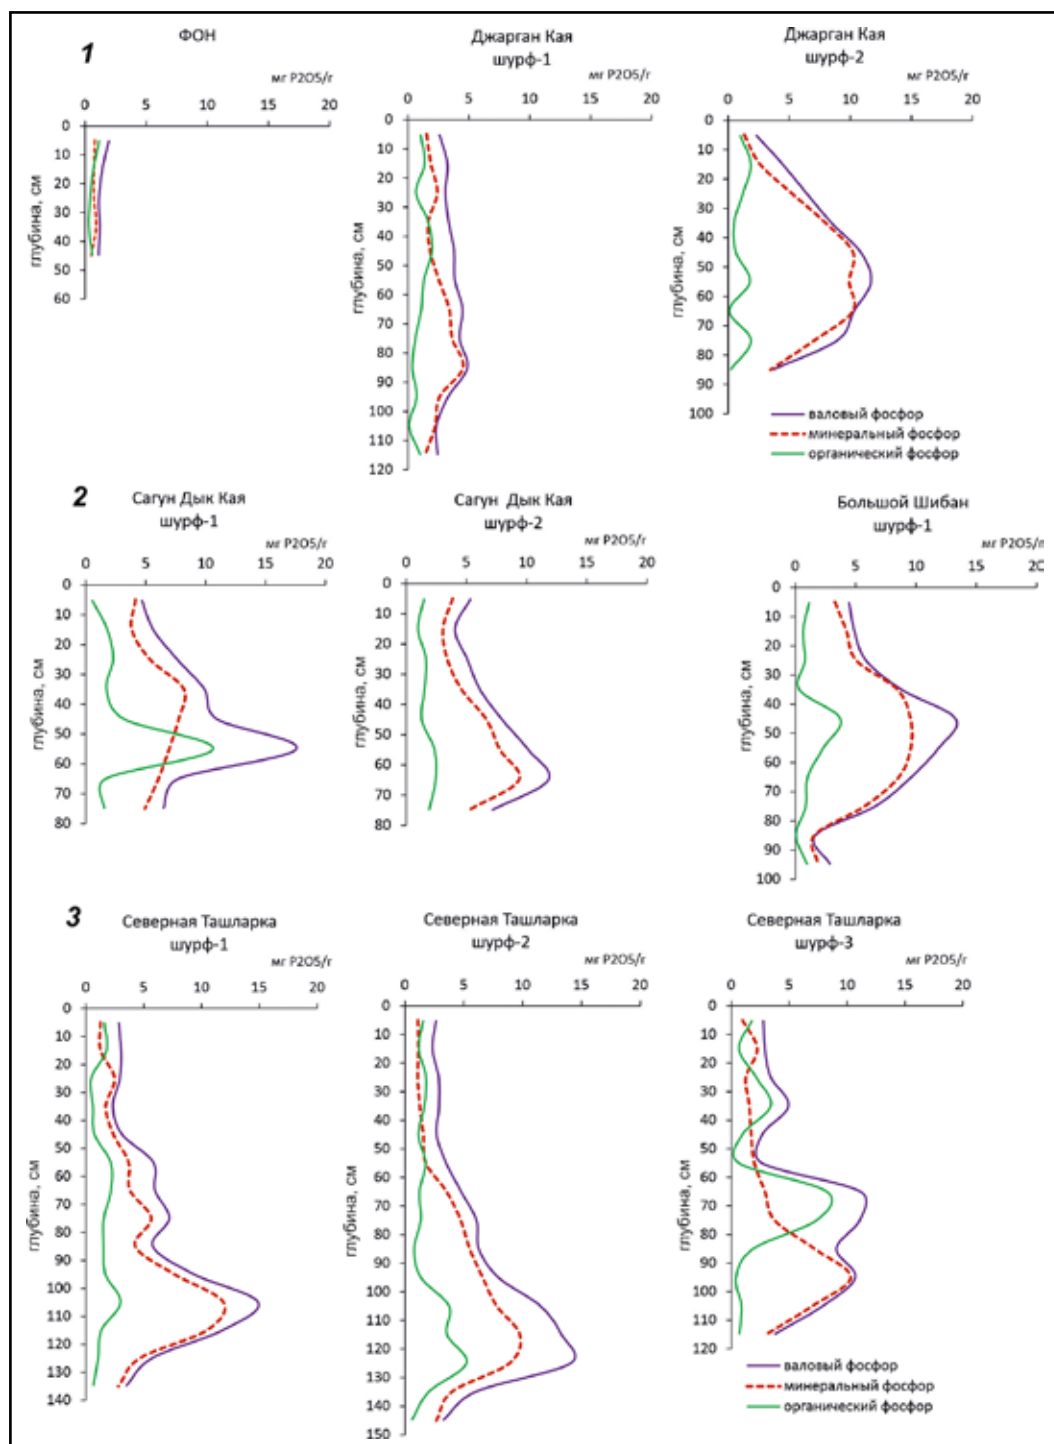 1
ФОН
мг P2O5/г
0 5 10 15 20
глубина, см
0
10
20
30
40
50
60
Джарган Кая
шурф-1
мг P2O5/г
0 5 10 15 20
глубина, см
0
10
20
30
40
50
60
70
80
90
100
110
120
Джарган Кая
шурф-2
мг P2O5/г
0 5 10 15 20
глубина, см
0
10
20
30
40
50
60
70
80
90
100
валовый фосфор
минеральный фосфор
органический фосфор
2
Сагун Дык Кая
шурф-1
мг P2O5/г
0 5 10 15 20
глубина, см
0
10
20
30
40
50
60
70
80
Сагун Дык Кая
шурф-2
мг P2O5/г
0 5 10 15 20
глубина, см
0
10
20
30
40
50
60
70
80
Большой Шибан
шурф-1
мг P2O5/г
0 5 10 15 20
глубина, см
0
10
20
30
40
50
60
70
80
90
100
3
Северная Ташларка
шурф-1
мг P2O5/г
0 5 10 15 20
глубина, см
0
10
20
30
40
50
60
70
80
90
100
110
120
130
140
Северная Ташларка
шурф-2
мг P2O5/г
0 5 10 15 20
глубина, см
0
10
20
30
40
50
60
70
80
90
100
110
120
130
140
150
Северная Ташларка
шурф-3
мг P2O5/г
0 5 10 15 20
глубина, см
0
10
20
30
40
50
60
70
80
90
100
110
120
валовый фосфор
минеральный фосфор
органический фосфор